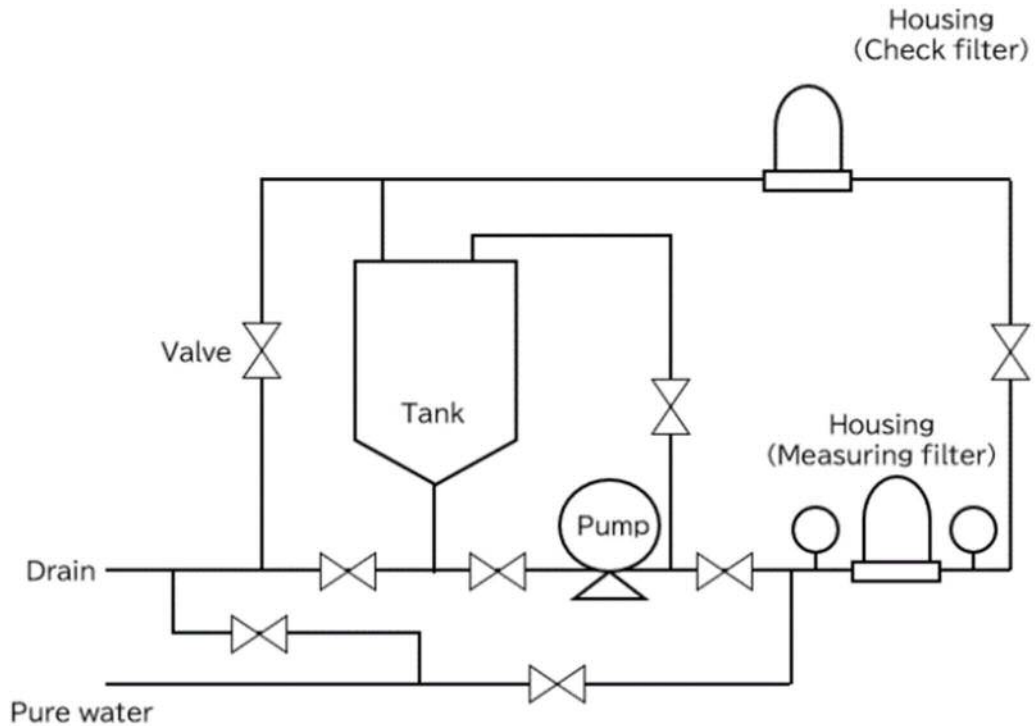 Housing
(Check filter)
Valve
Tank
Housing
(Measuring filter)
Pump
Drain
Pure water